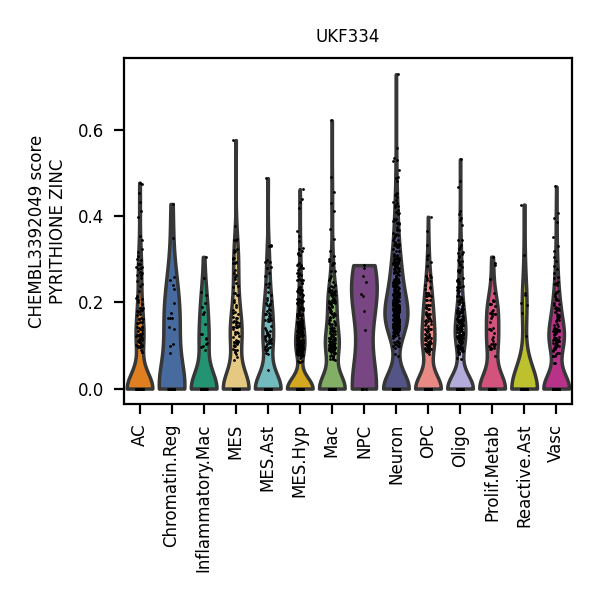 UKF334
CHEMBL3392049 score
PYRITHIONE ZINC
0.6
0.4
0.2
0.0
AC
Chromatin.Reg
Inflammatory.Mac
MES
MES.Ast
MES.Hyp
Mac
NPC
Neuron
OPC
Oligo
Prolif.Metab
Reactive.Ast
Vasc